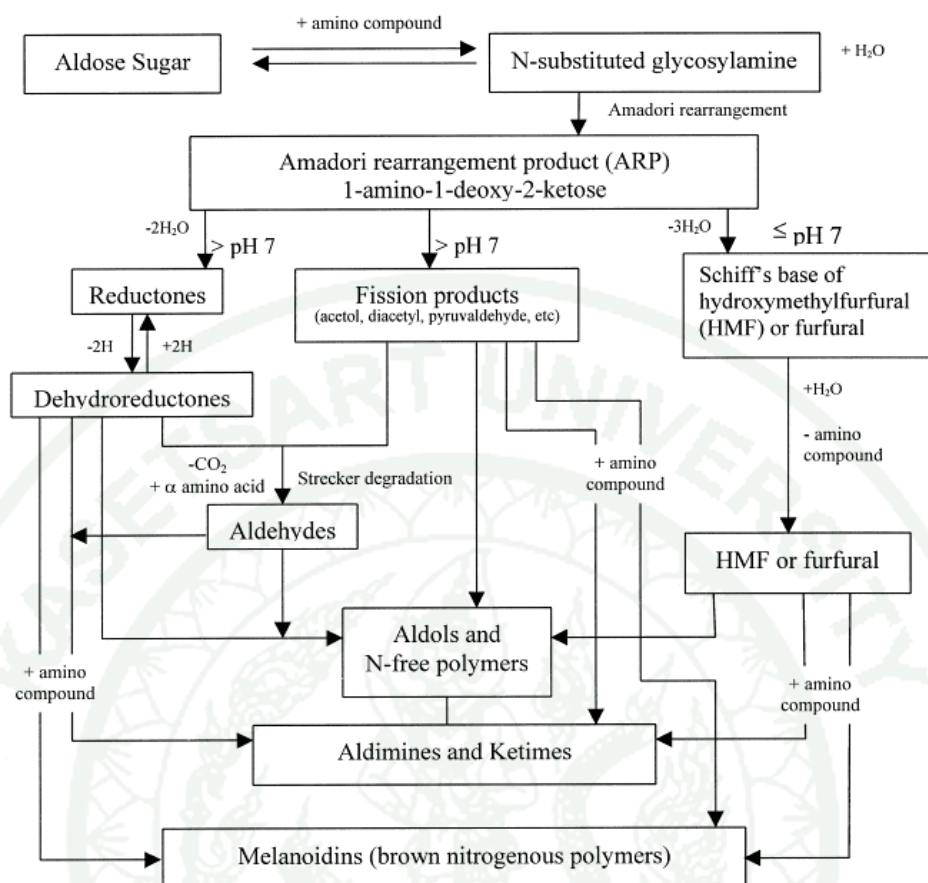 + amino compound
Aldose Sugar
N-substituted glycosylamine
+ H₂O
Amadori rearrangement
Amadori rearrangement product (ARP)
1-amino-1-deoxy-2-ketose
-2H₂O
> pH 7
> pH 7
-3H₂O
≤ pH 7
Reductones
Fission products
(acetol, diacetyl, pyruvaldehyde, etc)
Schiff's base of
hydroxymethylfurfural
(HMF) or furfural
-2H
+2H
Dehydroreductones
+H₂O
- amino
compound
-CO₂
+ α amino acid
Strecker degradation
+ amino
compound
Aldehydes
HMF or furfural
Aldols and
N-free polymers
+ amino
compound
+ amino
compound
Aldimines and Ketimes
Melanoidins (brown nitrogenous polymers)
KASETSART UNIVERSITY